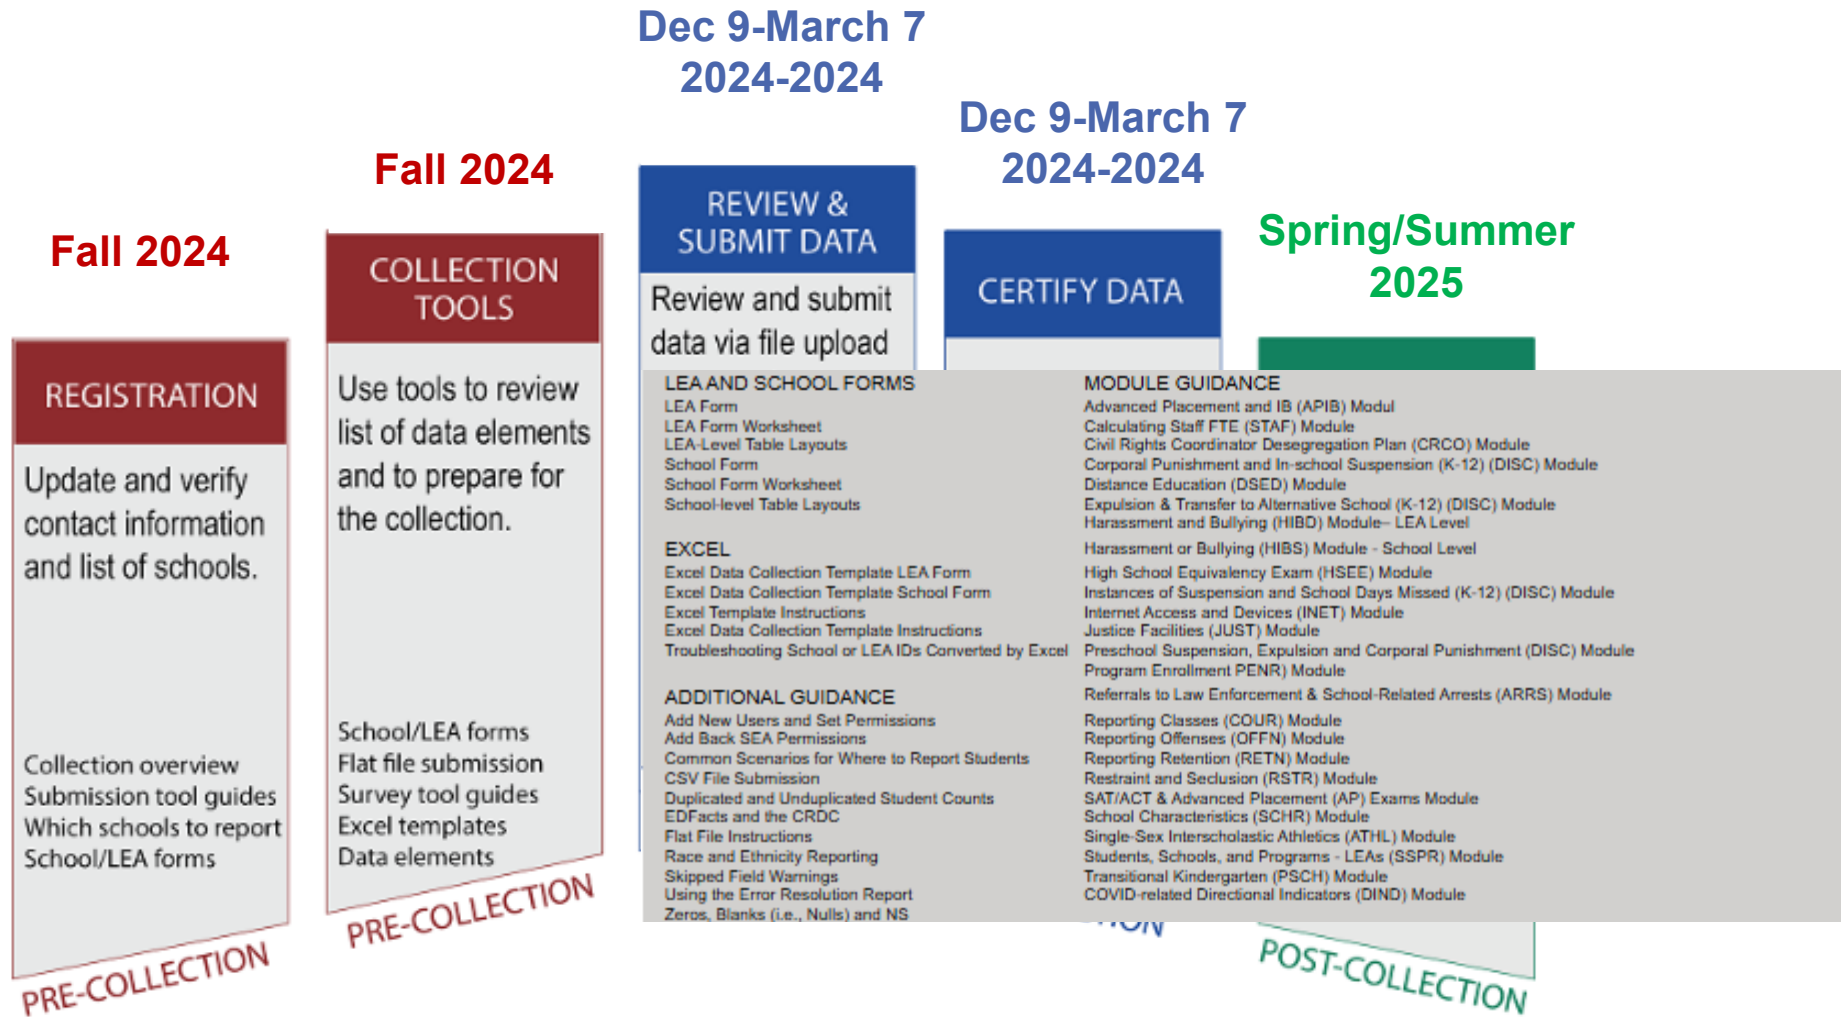 Dec 9-March 7
2024-2024
Dec 9-March 7
2024-2024
Fall 2024
Fall 2024
Spring/Summer
2025
REGISTRATION
Update and verify
contact information
and list of schools.
Collection overview
Submission tool guides
Which schools to report
School/LEA forms
PRE-COLLECTION
COLLECTION
TOOLS
Use tools to review
list of data elements
and to prepare for
the collection.
School/LEA forms
Flat file submission
Survey tool guides
Excel templates
Data elements
PRE-COLLECTION
REVIEW &
SUBMIT DATA
Review and submit
data via file upload
CERTIFY DATA
LEA AND SCHOOL FORMS
LEA Form
LEA Form Worksheet
LEA-Level Table Layouts
School Form
School Form Worksheet
School-level Table Layouts
EXCEL
Excel Data Collection Template LEA Form
Excel Data Collection Template School Form
Excel Template Instructions
Excel Data Collection Template Instructions
Troubleshooting School or LEA IDs Converted by Excel
ADDITIONAL GUIDANCE
Add New Users and Set Permissions
Add Back SEA Permissions
Common Scenarios for Where to Report Students
CSV File Submission
Duplicated and Unduplicated Student Counts
EDFacts and the CRDC
Flat File Instructions
Race and Ethnicity Reporting
Skipped Field Warnings
Using the Error Resolution Report
Zeros, Blanks (i.e., Nulls) and NS
MODULE GUIDANCE
Advanced Placement and IB (APIB) Modul
Calculating Staff FTE (STAF) Module
Civil Rights Coordinator Desegregation Plan (CRCO) Module
Corporal Punishment and In-school Suspension (K-12) (DISC) Module
Distance Education (DSED) Module
Expulsion & Transfer to Alternative School (K-12) (DISC) Module
Harassment and Bullying (HIBD) Module– LEA Level
Harassment or Bullying (HIBS) Module - School Level
High School Equivalency Exam (HSEE) Module
Instances of Suspension and School Days Missed (K-12) (DISC) Module
Internet Access and Devices (INET) Module
Justice Facilities (JUST) Module
Preschool Suspension, Expulsion and Corporal Punishment (DISC) Module
Program Enrollment PENR) Module
Referrals to Law Enforcement & School-Related Arrests (ARRS) Module
Reporting Classes (COUR) Module
Reporting Offenses (OFFN) Module
Reporting Retention (RETN) Module
Restraint and Seclusion (RSTR) Module
SAT/ACT & Advanced Placement (AP) Exams Module
School Characteristics (SCHR) Module
Single-Sex Interscholastic Athletics (ATHL) Module
Students, Schools, and Programs - LEAs (SSPR) Module
Transitional Kindergarten (PSCH) Module
COVID-related Directional Indicators (DIND) Module
POST-COLLECTION